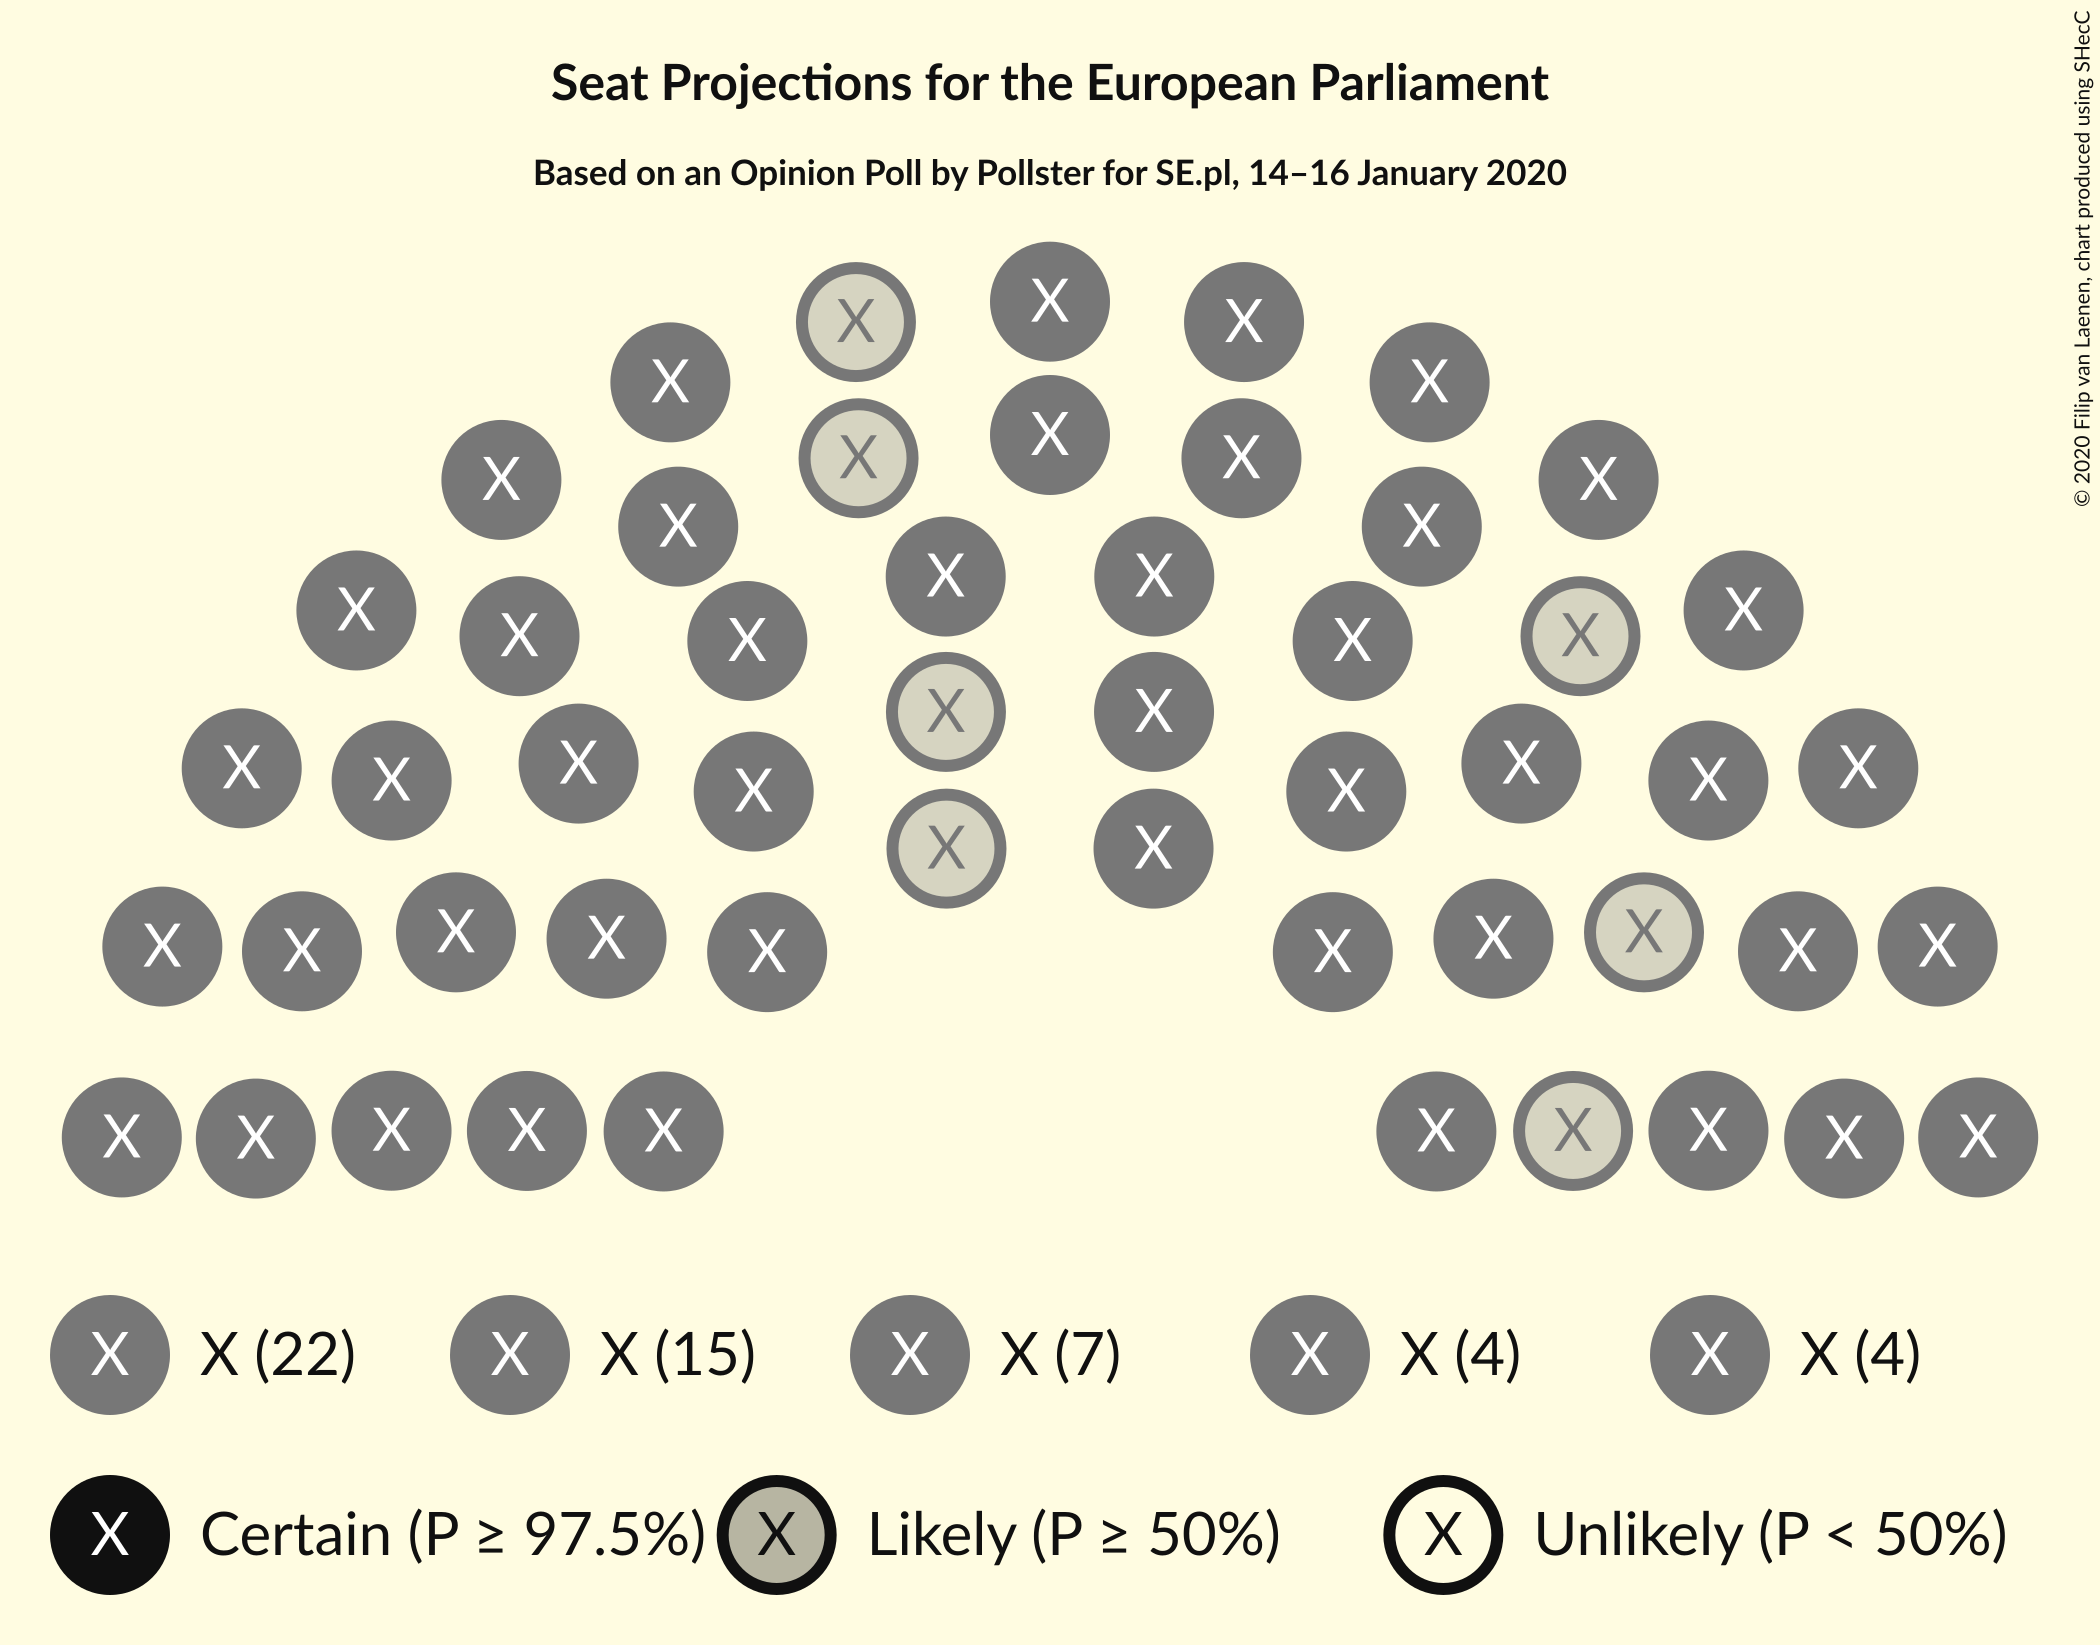 Seat Projections for the European Parliament
Based on an Opinion Poll by Pollster for SE.pl, 14–16 January 2020
© 2020 Filip van Laenen, chart produced using SHecC
X X X
X X
X X X
X X
X X
X X
X X
X X X X
X X
X X X X X X X X
X X
X X X X X X X X X X
X X X X X X X X X X
X X (22) X X (15) X X (7) X X (4) X X (4)
X Certain (P ≥ 97.5%) X Likely (P ≥ 50%) X Unlikely (P < 50%)